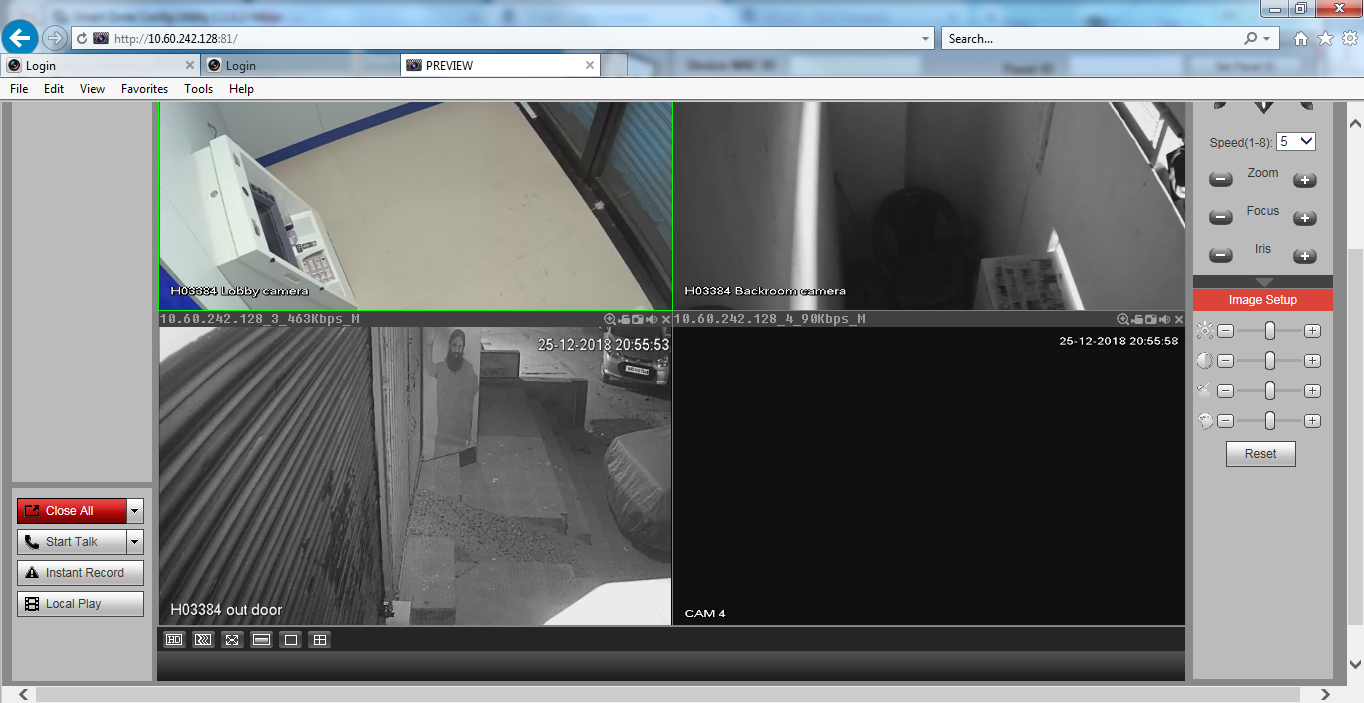 http://10.60.242.128:81/
Search...
Login
Login
PREVIEW
File Edit View Favorites Tools Help
H03384 Lobby camera
H03384 Backroom camera
Speed(1-8): 5
Zoom
Focus
Iris
Image Setup
Reset
10.60.242.128_3_463Kbps_M
10.60.242.128_4_90Kbps_M
25-12-2018 20:55:53
25-12-2018 20:55:58
H03384 out door
CAM 4
Close All
Start Talk
Instant Record
Local Play
HD